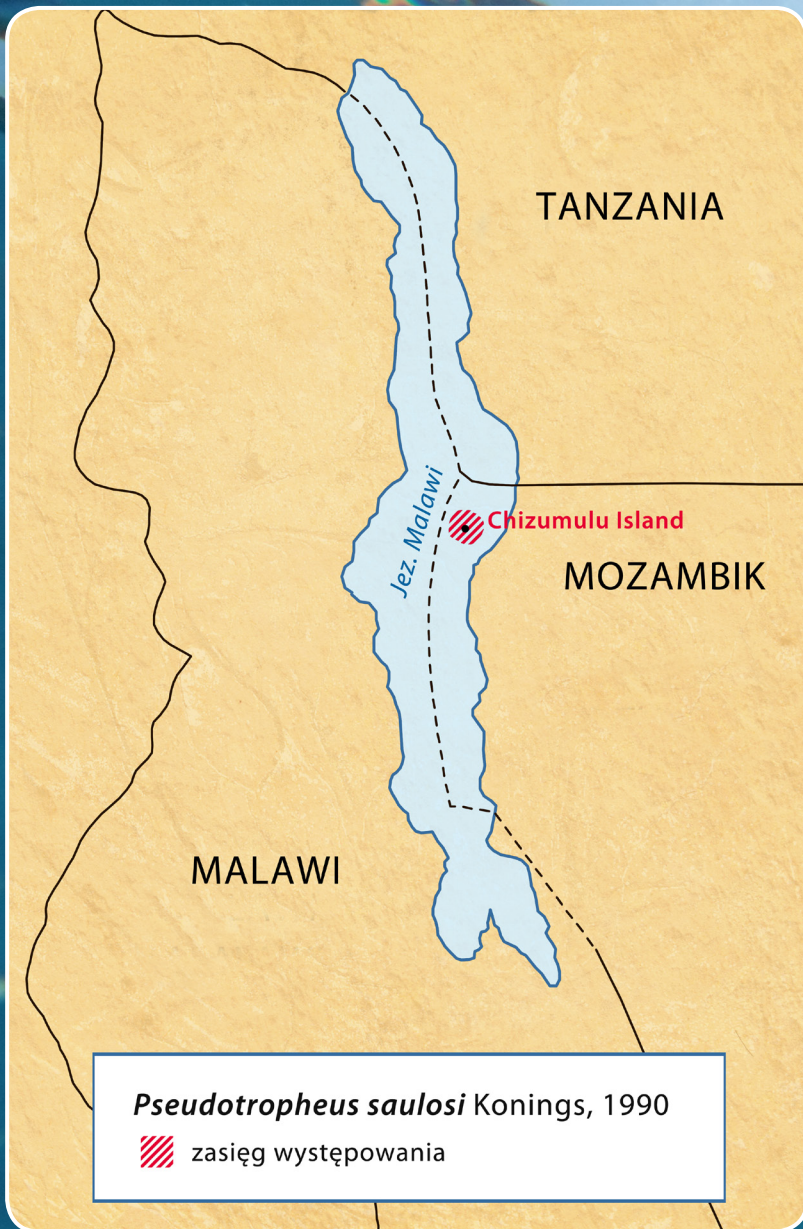 TANZANIA
Jez. Malawi
Chizumulu Island
MOZAMBIK
MALAWI
Pseudotropheus saulosi Konings, 1990
zasięg występowania